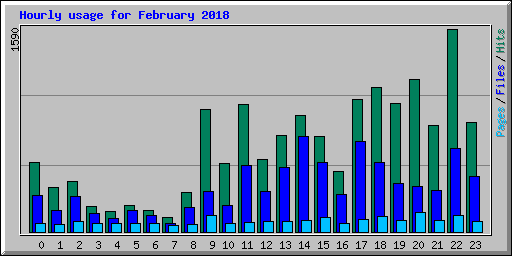 Hourly usage for February 2018
1590
Pages/Files/Hits
0 1 2 3 4 5 6 7 8 9 10 11 12 13 14 15 16 17 18 19 20 21 22 23